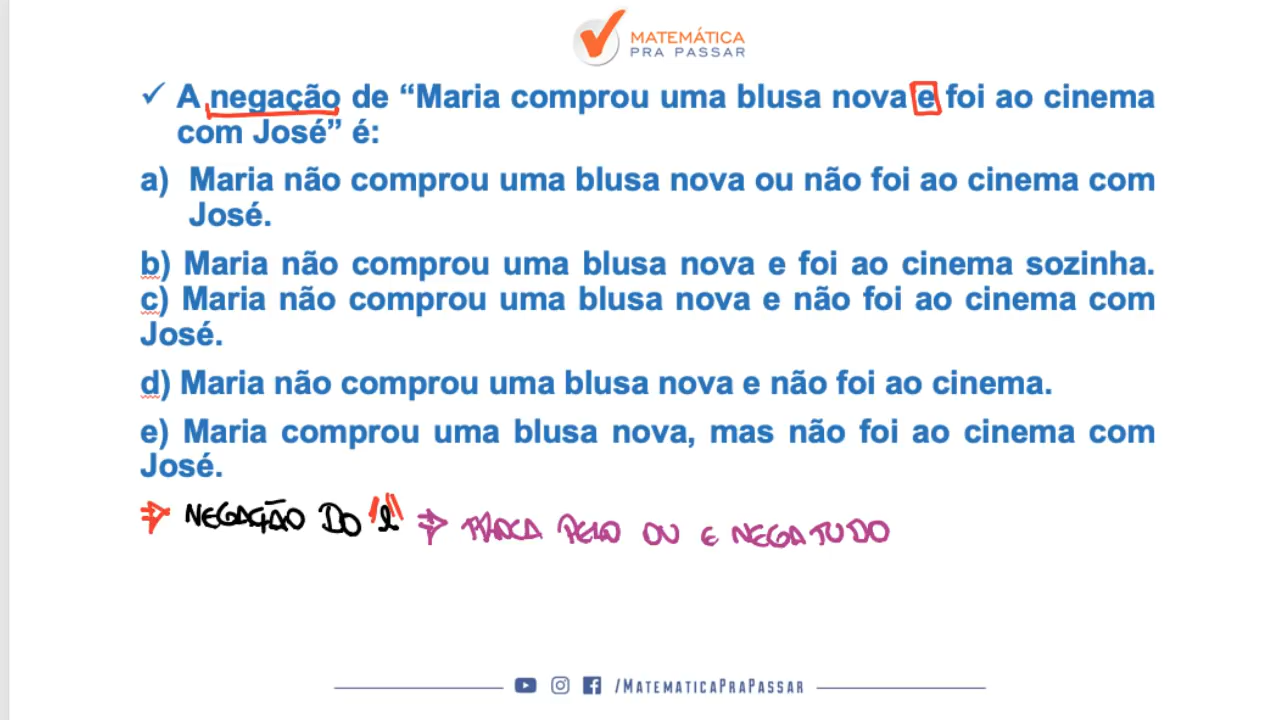 MATEMÁTICA
PRA PASSAR
✓ A negação de “Maria comprou uma blusa nova e foi ao cinema
com José” é:
a) Maria não comprou uma blusa nova ou não foi ao cinema com
José.
b) Maria não comprou uma blusa nova e foi ao cinema sozinha.
c) Maria não comprou uma blusa nova e não foi ao cinema com
José.
d) Maria não comprou uma blusa nova e não foi ao cinema.
e) Maria comprou uma blusa nova, mas não foi ao cinema com
José.
⇒ NEGAÇÃO DO "e" ⇒ TROCA PELO OU E NEGA TUDO
/MATEMATICAPRAPASSAR